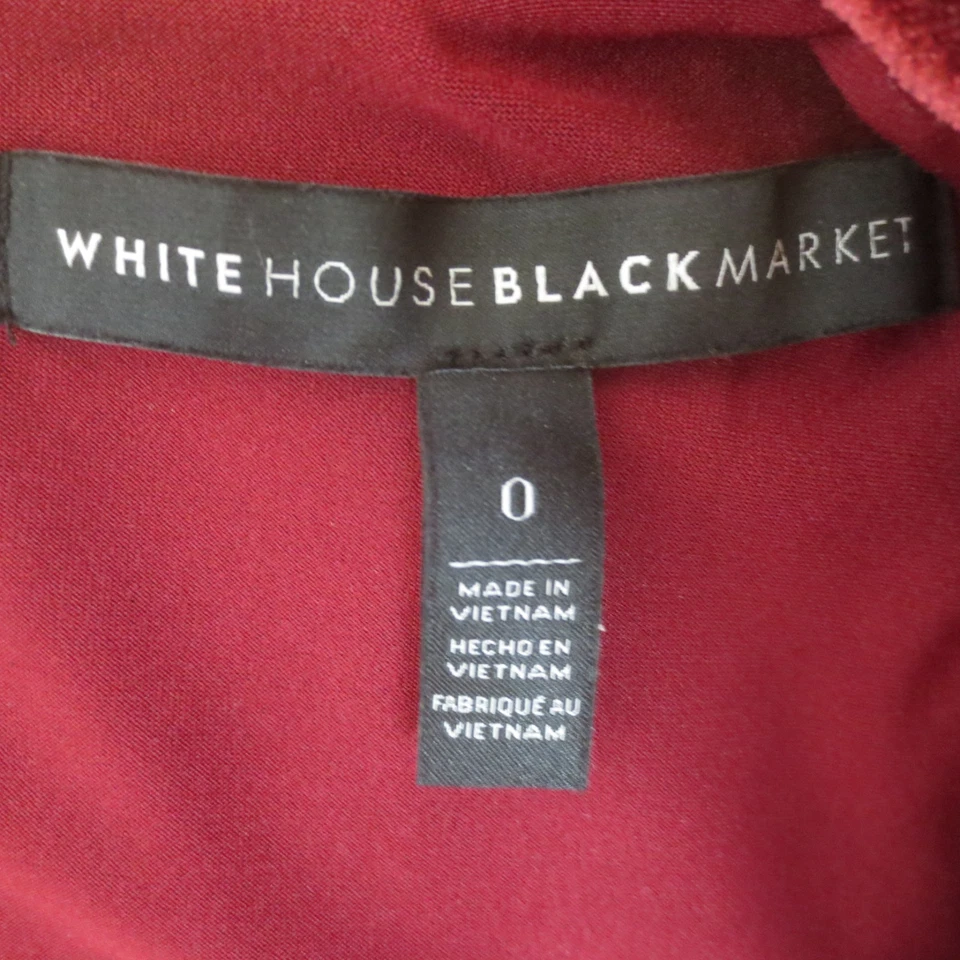 WHITE HOUSE BLACK MARKET
0
MADE IN
VIETNAM
HECHO EN
VIETNAM
FABRIQUÉ AU
VIETNAM